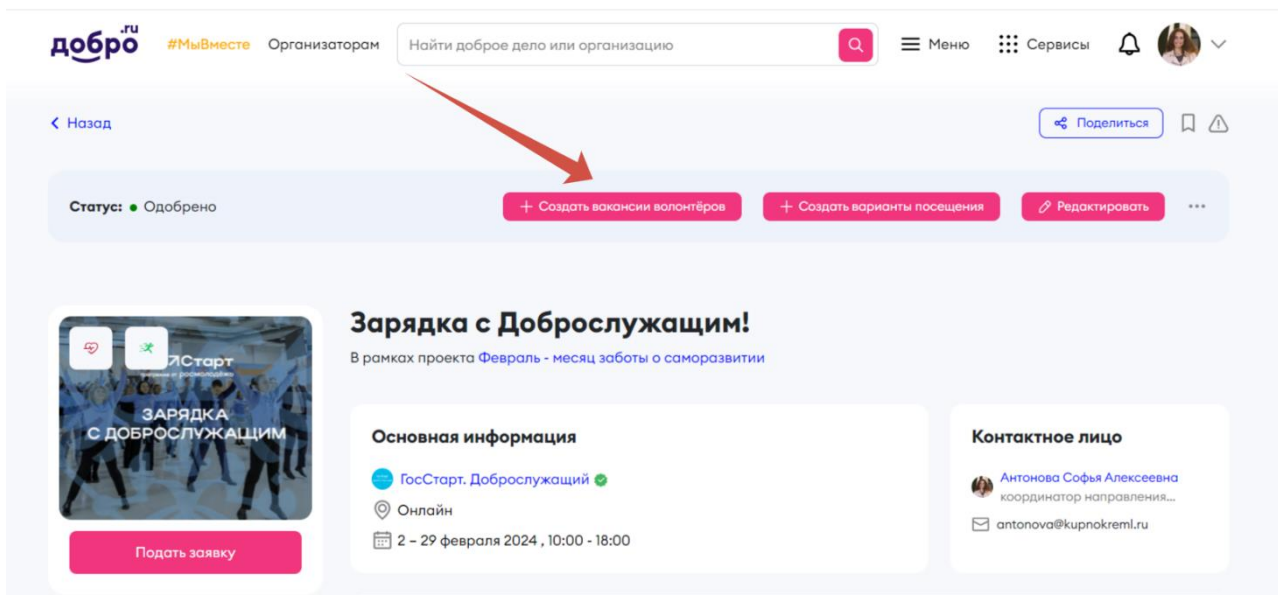 добро.ru
#МыВместе
Организаторам
Найти доброе дело или организацию
Меню
Сервисы
Назад
Поделиться
Статус: • Одобрено
+ Создать вакансии волонтёров
+ Создать варианты посещения
Редактировать
...
Старт
ЗАРЯДКА
С ДОБРОСЛУЖАЩИМ
Подать заявку
Зарядка с Доброслужащим!
В рамках проекта Февраль - месяц заботы о саморазвитии
Основная информация
ГосСтарт. Доброслужащий
Онлайн
2 – 29 февраля 2024 , 10:00 - 18:00
Контактное лицо
Антонова Софья Алексеевна
координатор направления...
antonova@kupnokreml.ru